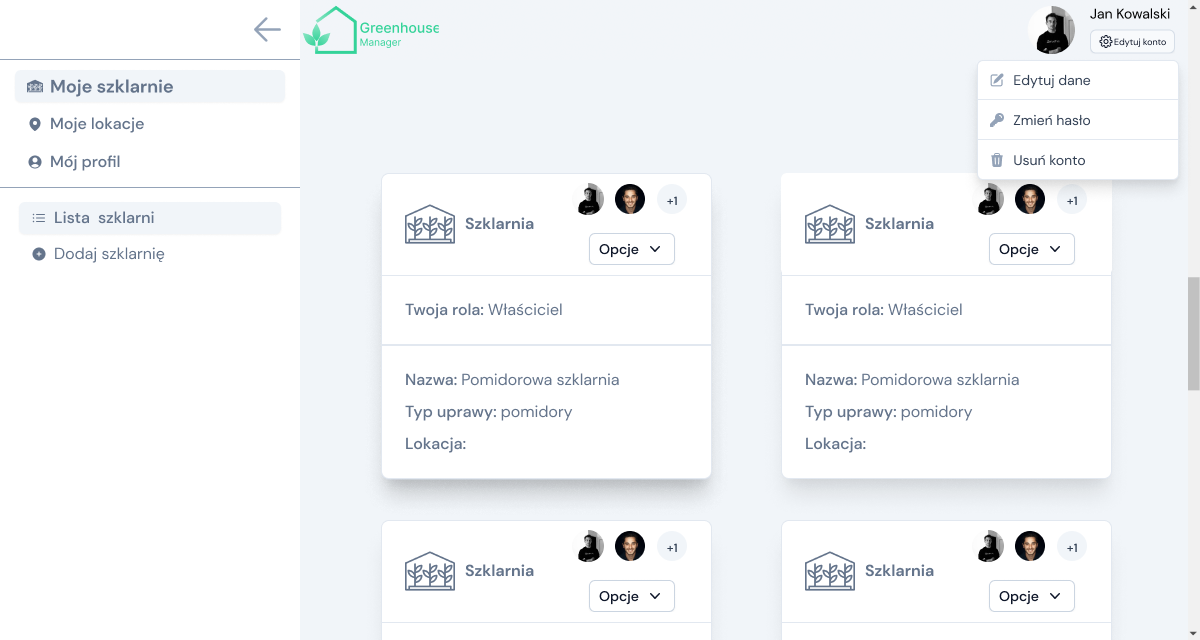 Greenhouse
Manager
Jan Kowalski
Edytuj konto
Edytuj dane
Zmień hasło
Usuń konto
Moje szklarnie
Moje lokacje
Mój profil
Lista szklarni
Dodaj szklarnię
+1
Szklarnia
Opcje
Twoja rola: Właściciel
Nazwa: Pomidorowa szklarnia
Typ uprawy: pomidory
Lokacja:
+1
Szklarnia
Opcje
Twoja rola: Właściciel
Nazwa: Pomidorowa szklarnia
Typ uprawy: pomidory
Lokacja:
+1
Szklarnia
Opcje
+1
Szklarnia
Opcje